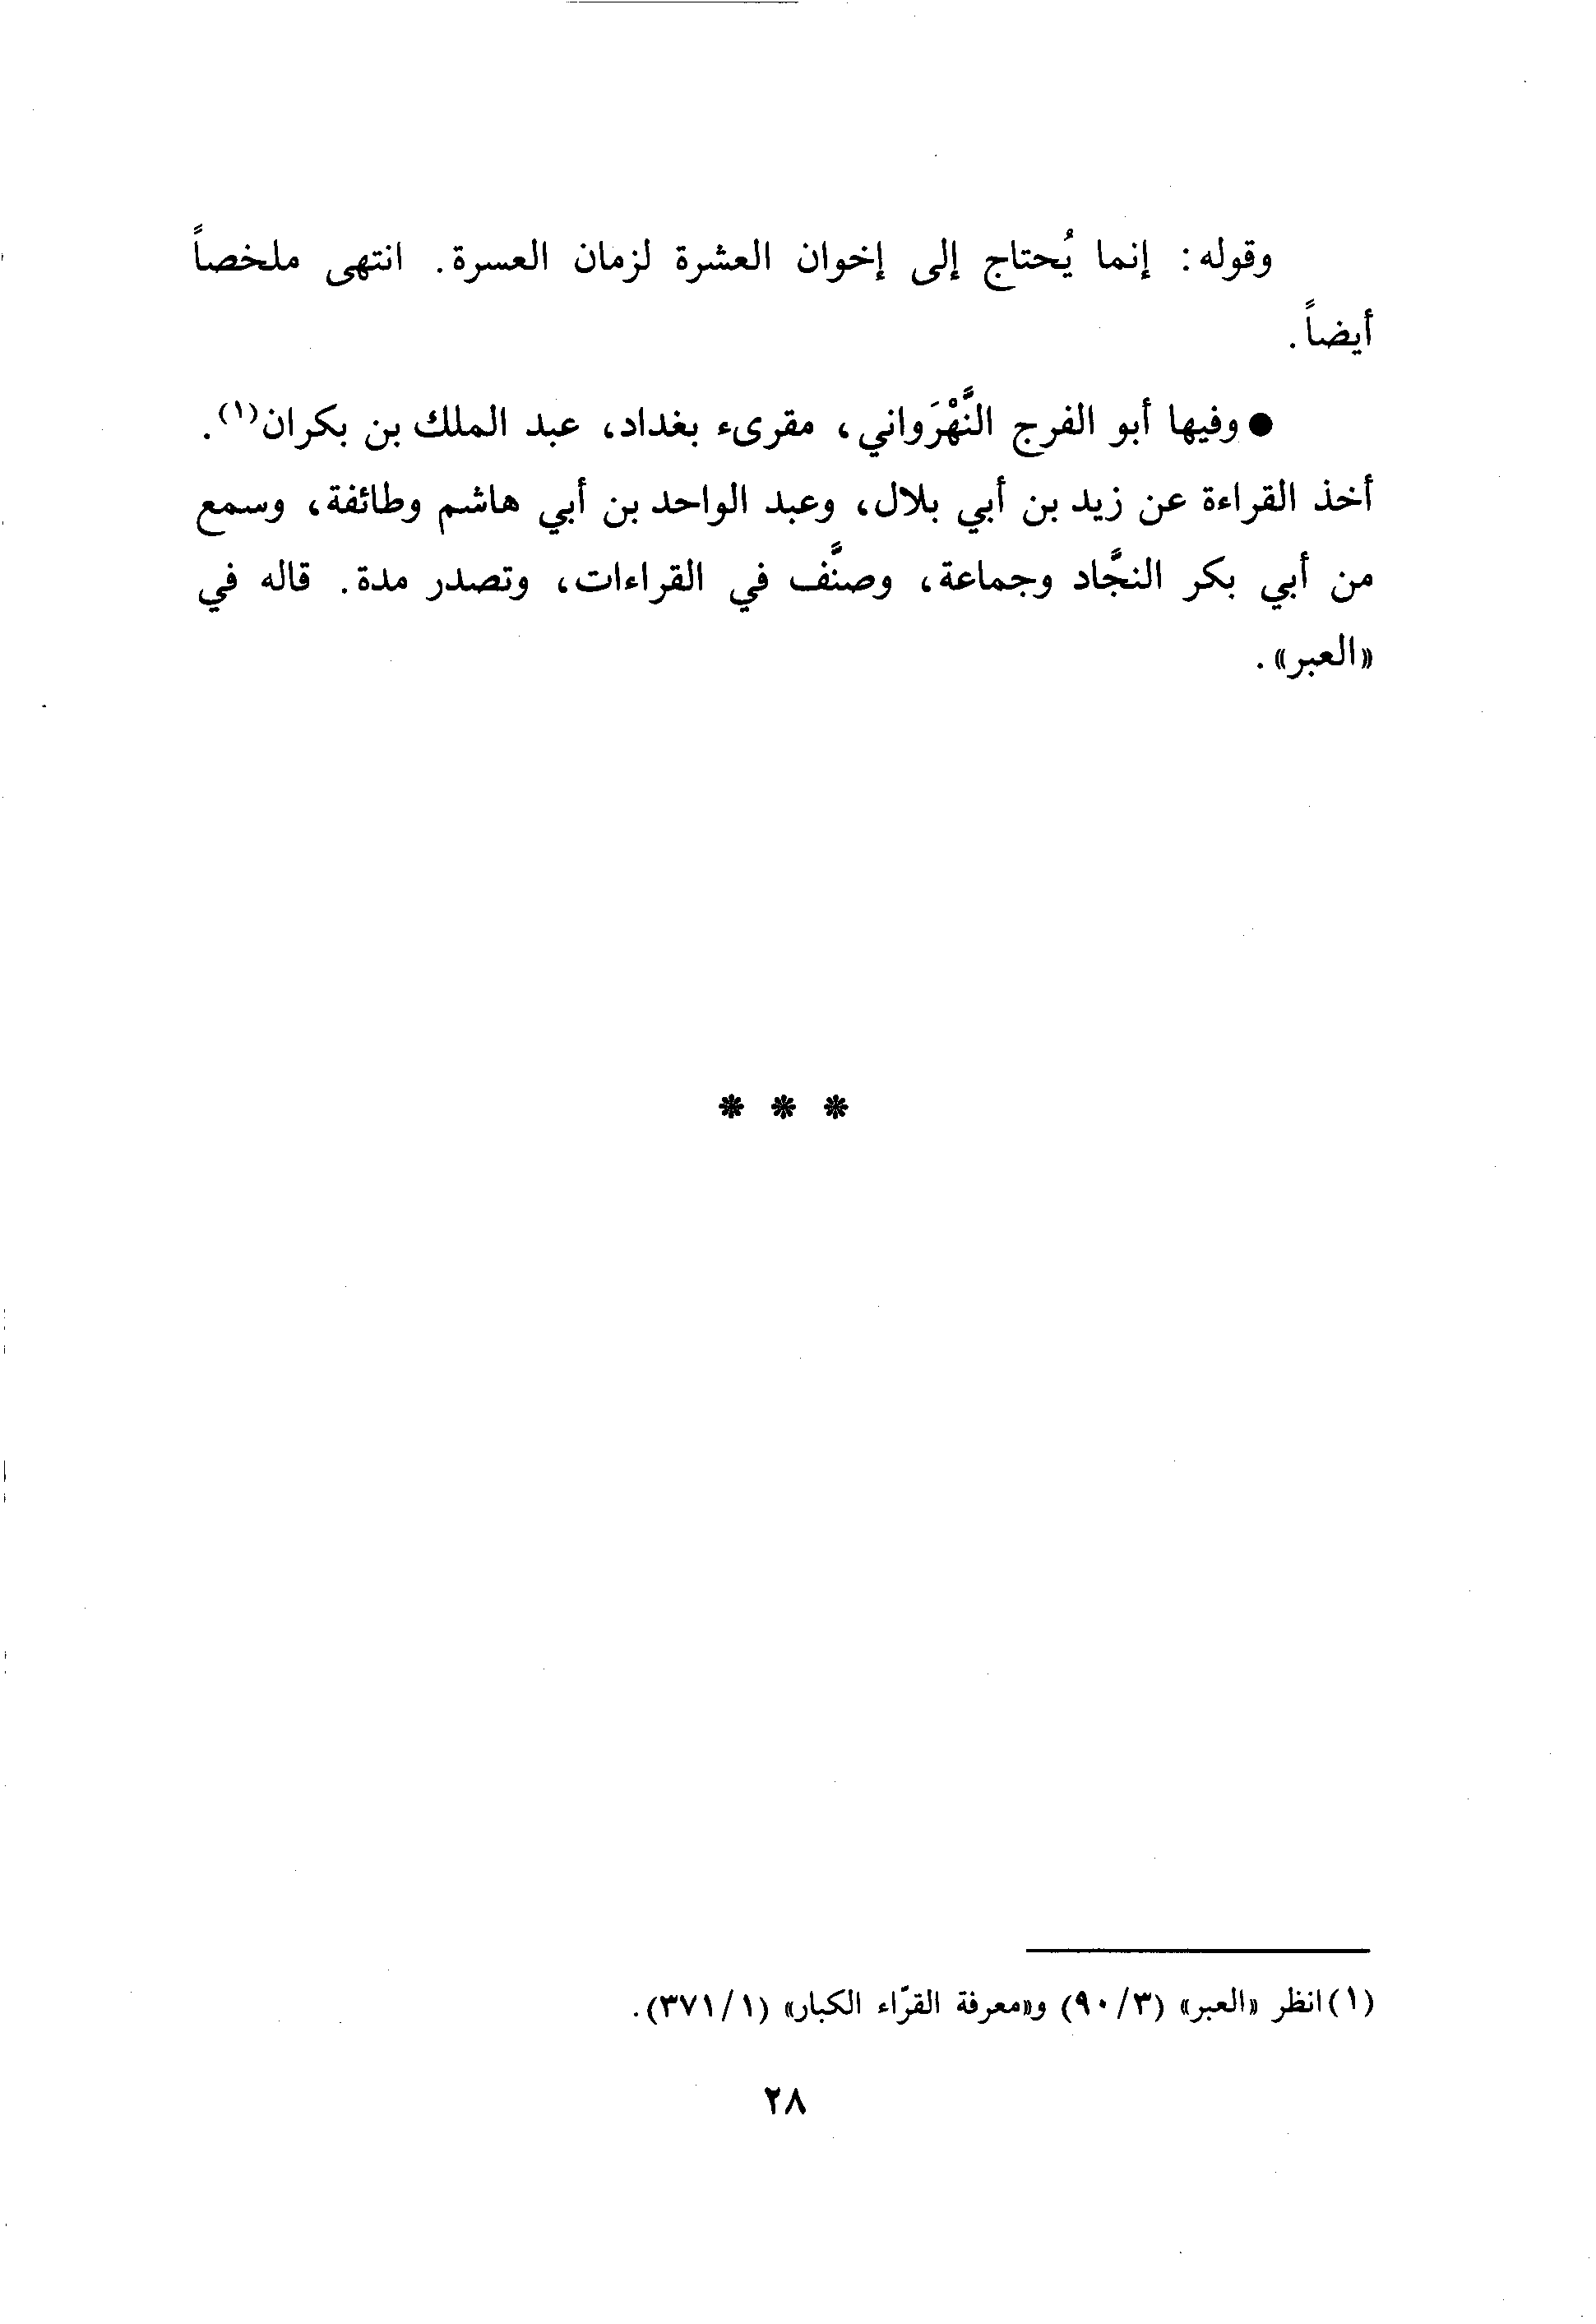 وقوله: إنما يُحتاج إلى إخوان العشرة لزمان العسرة. انتهى ملخصاً
أيضاً.
● وفيها أبو الفرج النَّهْرَواني، مقرىء بغداد، عبد الملك بن بكران(١).
أخذ القراءة عن زيد بن أبي بلال، وعبد الواحد بن أبي هاشم وطائفة، وسمع
من أبي بكر النجَّاد وجماعة، وصنَّف في القراءات، وتصدر مدة. قاله في
«العبر».
* * *
(١) انظر «العبر» (٩٠/٣) و«معرفة القرّاء الكبار» (٣٧١/١).
٢٨